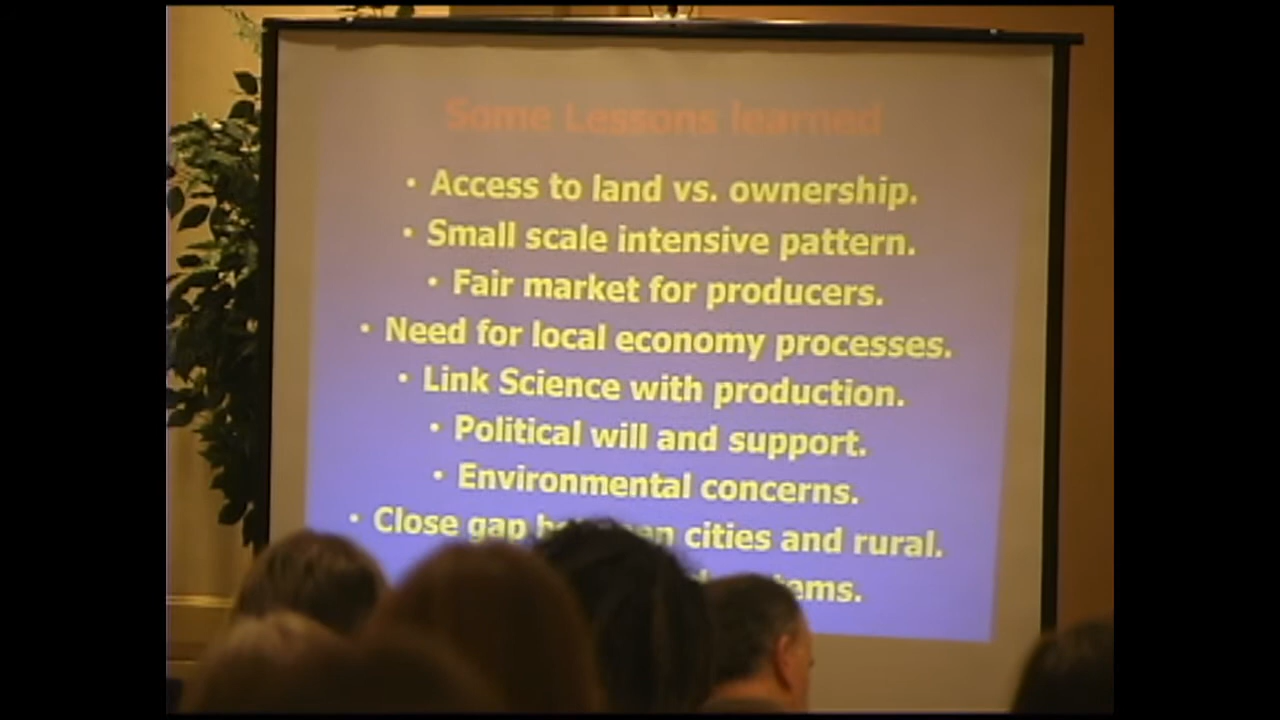 Some Lessons learned
• Access to land vs. ownership.
• Small scale intensive pattern.
• Fair market for producers.
• Need for local economy processes.
• Link Science with production.
• Political will and support.
• Environmental concerns.
• Close gap cities and rural.